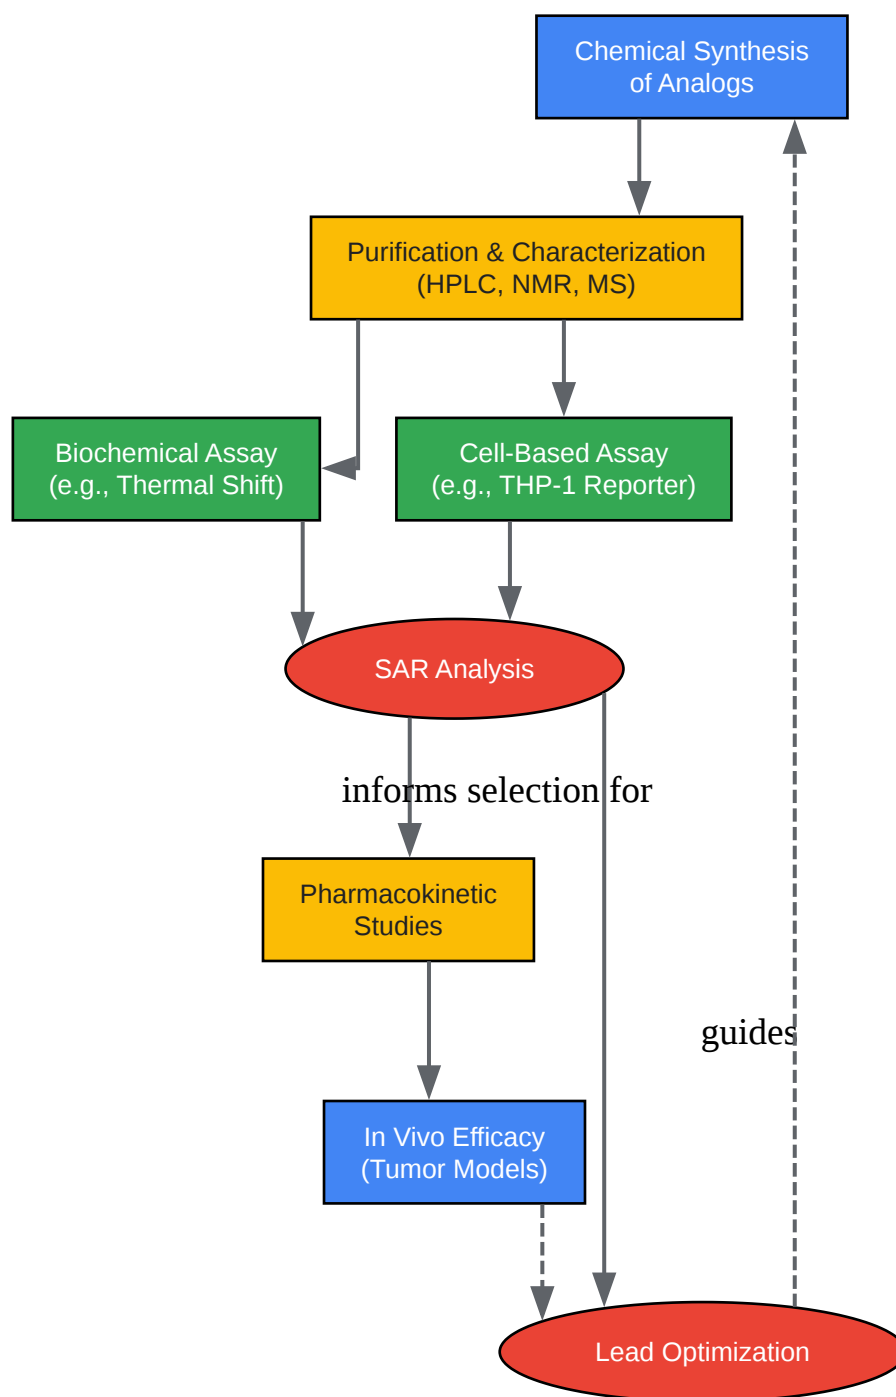 Chemical Synthesis
of Analogs
Purification & Characterization
(HPLC, NMR, MS)
Biochemical Assay
(e.g., Thermal Shift)
Cell-Based Assay
(e.g., THP-1 Reporter)
SAR Analysis
informs selection for
Pharmacokinetic
Studies
guides
In Vivo Efficacy
(Tumor Models)
Lead Optimization